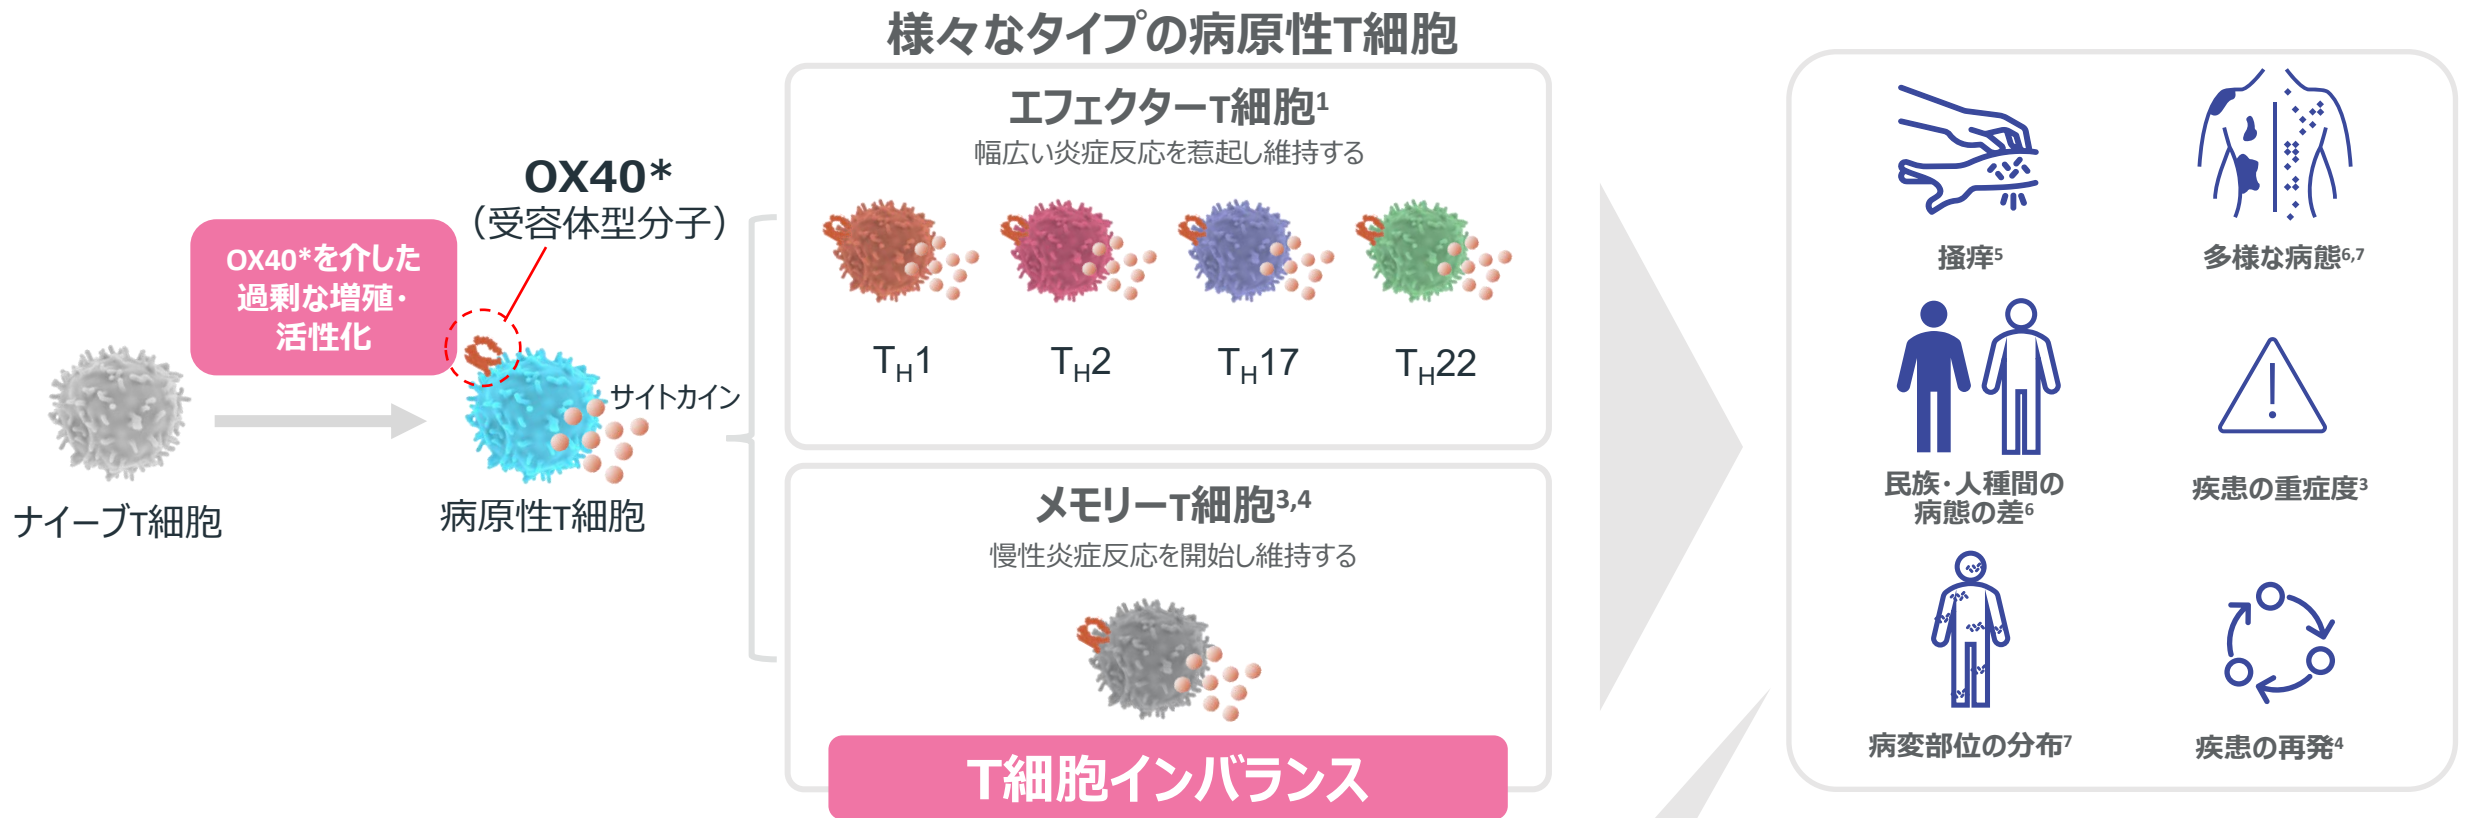 様々なタイプの病原性T細胞
OX40*
（受容体型分子）
OX40*を介した
過剰な増殖・
活性化
ナイーブT細胞
サイトカイン
病原性T細胞
エフェクターT細胞1
幅広い炎症反応を惹起し維持する
TH1
TH2
TH17
TH22
メモリーT細胞3,4
慢性炎症反応を開始し維持する
T細胞インバランス
掻痒5
多様な病態6,7
民族・人種間の
病態の差6
疾患の重症度3
病変部位の分布7
疾患の再発4